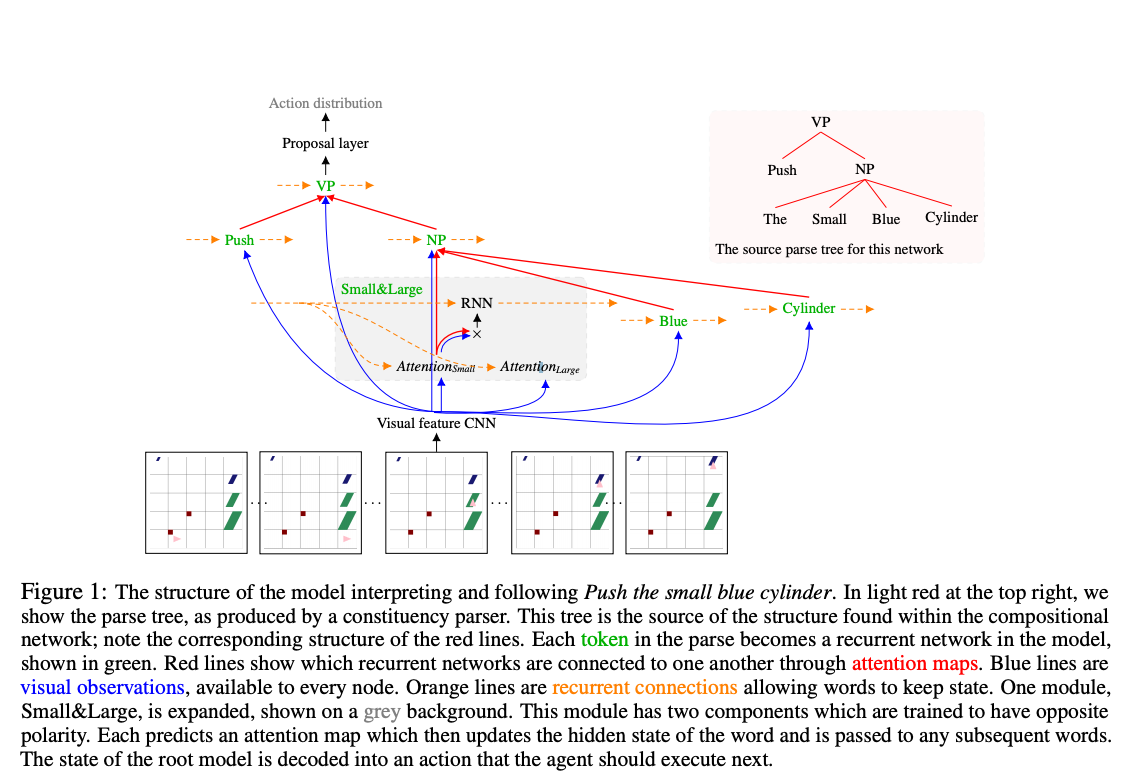 Action distribution
Proposal layer
VP
Push
NP
Small&Large
RNN
×
Blue
Cylinder
Attention_Small
Attention_Large
Visual feature CNN
...
...
...
...
VP
Push
NP
The
Small
Blue
Cylinder
The source parse tree for this network
Figure 1: The structure of the model interpreting and following Push the small blue cylinder. In light red at the top right, we
show the parse tree, as produced by a constituency parser. This tree is the source of the structure found within the compositional
network; note the corresponding structure of the red lines. Each token in the parse becomes a recurrent network in the model,
shown in green. Red lines show which recurrent networks are connected to one another through attention maps. Blue lines are
visual observations, available to every node. Orange lines are recurrent connections allowing words to keep state. One module,
Small&Large, is expanded, shown on a grey background. This module has two components which are trained to have opposite
polarity. Each predicts an attention map which then updates the hidden state of the word and is passed to any subsequent words.
The state of the root model is decoded into an action that the agent should execute next.